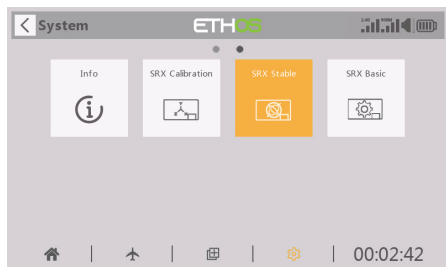 System
ETHOS
Info
SRX Calibration
SRX Stable
SRX Basic
00:02:42